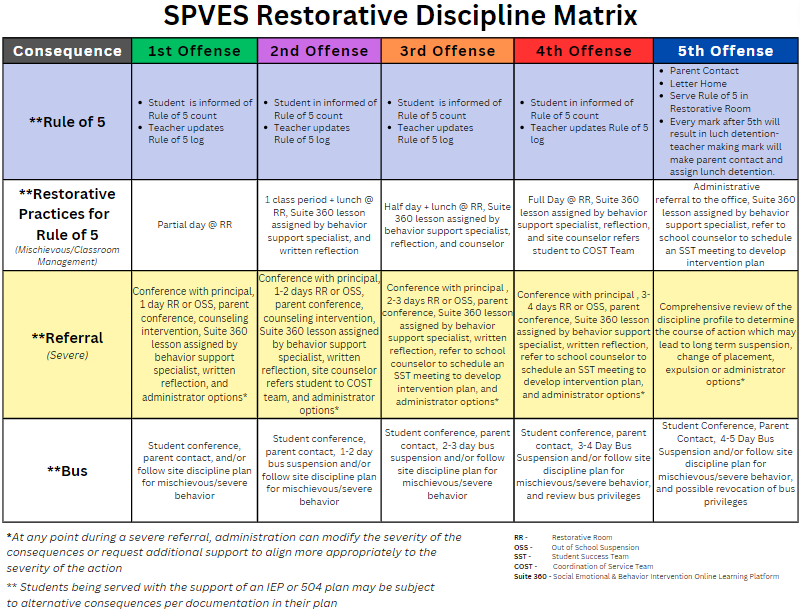 SPVES Restorative Discipline Matrix
Consequence
1st Offense
2nd Offense
3rd Offense
4th Offense
5th Offense
**Rule of 5
• Student is informed of
Rule of 5 count
• Teacher updates
Rule of 5 log
• Student in informed of
Rule of 5 count
• Teacher updates
Rule of 5 log
• Student is informed of
Rule of 5 count
• Teacher updates
Rule of 5 log
• Student in informed of
Rule of 5 count
• Teacher updates Rule of 5
log
• Parent Contact
• Letter Home
• Serve Rule of 5 in
Restorative Room
• Every mark after 5th will
result in luch detention-
teacher making mark will
make parent contact and
assign lunch detention.
**Restorative
Practices for
Rule of 5
(Mischievous/Classroom
Management)
Partial day @ RR
1 class period + lunch @
RR, Suite 360 lesson
assigned by behavior
support specialist, and
written reflection
Half day + lunch @ RR, Suite
360 lesson assigned by
behavior support specialist,
reflection, and counselor
Full Day @ RR, Suite 360
lesson assigned by behavior
support specialist, reflection,
and site counselor refers
student to COST Team
Administrative
referral to the office, Suite 360
lesson assigned by behavior
support specialist, refer to
school counselor to schedule
an SST meeting to develop
intervention plan
**Referral
(Severe)
Conference with principal,
1 day RR or OSS, parent
conference, counseling
intervention, Suite 360
lesson assigned by
behavior support
specialist, written
reflection, and
administrator options*
Conference with principal,
1-2 days RR or OSS,
parent conference,
counseling intervention,
Suite 360 lesson assigned
by behavior support
specialist, written
reflection, site counselor
refers student to COST
team, and administrator
options*
Conference with principal ,
2-3 days RR or OSS, parent
conference, Suite 360 lesson
assigned by behavior
support specialist, written
reflection, refer to school
counselor to schedule an
SST meeting to develop
intervention plan, and
administrator options*
Conference with principal , 3-
4 days RR or OSS, parent
conference, Suite 360 lesson
assigned by behavior support
specialist, written reflection,
refer to school counselor to
schedule an SST meeting to
develop intervention plan,
and administrator options*
Comprehensive review of the
discipline profile to determine
the course of action which may
lead to long term suspension,
change of placement,
expulsion or administrator
options*
**Bus
Student conference,
parent contact, and/or
follow site discipline plan
for mischievous/severe
behavior
Student conference,
parent contact, 1-2 day
bus suspension and/or
follow site discipline plan
for mischievous/severe
behavior
Student conference, parent
contact, 2-3 day bus
suspension and/or follow
site discipline plan for
mischievous/severe
behavior
Student conference, parent
contact, 3-4 Day Bus
Suspension and/or follow site
discipline plan for
mischievous/severe behavior,
and review bus privileges
Student Conference, Parent
Contact, 4-5 Day Bus
Suspension and/or follow site
discipline plan for
mischievous/severe behavior,
and possible revocation of bus
privileges
*At any point during a severe referral, administration can modify the severity of the
consequences or request additional support to align more appropriately to the
severity of the action
** Students being served with the support of an IEP or 504 plan may be subject
to alternative consequences per documentation in their plan
RR - Restorative Room
OSS - Out of School Suspension
SST - Student Success Team
COST - Coordination of Service Team
Suite 360 - Social Emotional & Behavior Intervention Online Learning Platform